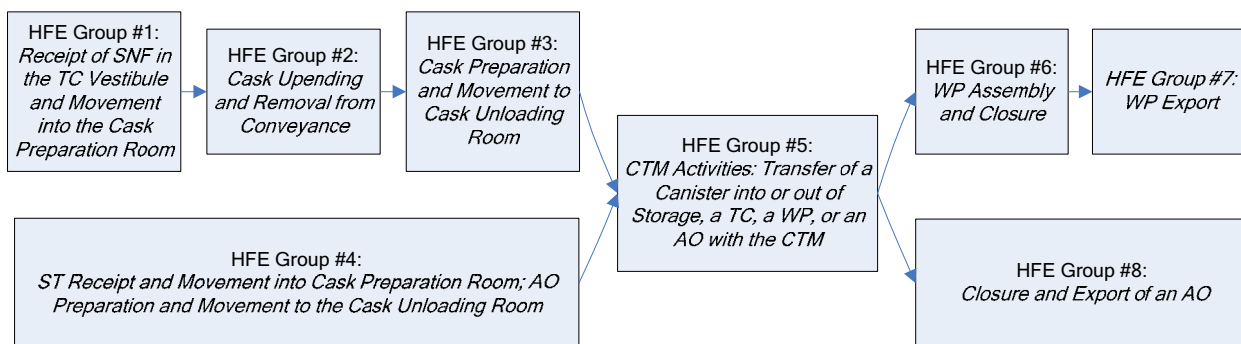 HFE Group #1:
Receipt of SNF in
the TC Vestibule
and Movement
into the Cask
Preparation Room
HFE Group #2:
Cask Upending
and Removal from
Conveyance
HFE Group #3:
Cask Preparation
and Movement to
Cask Unloading
Room
HFE Group #4:
ST Receipt and Movement into Cask Preparation Room; AO
Preparation and Movement to the Cask Unloading Room
HFE Group #5:
CTM Activities: Transfer of a
Canister into or out of
Storage, a TC, a WP, or an
AO with the CTM
HFE Group #6:
WP Assembly
and Closure
HFE Group #7:
WP Export
HFE Group #8:
Closure and Export of an AO